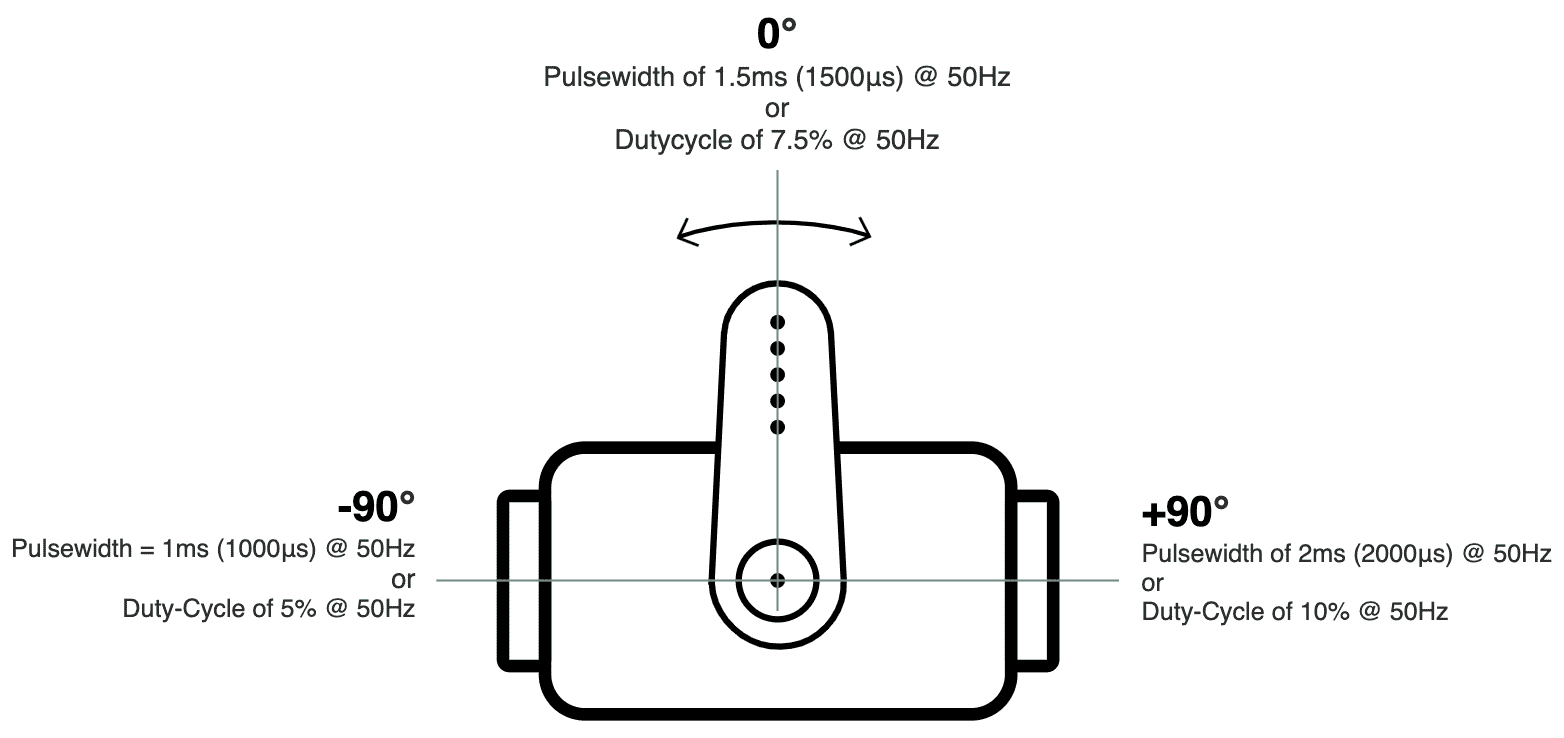 0°
Pulsewidth of 1.5ms (1500µs) @ 50Hz
or
Dutycycle of 7.5% @ 50Hz
-90°
Pulsewidth = 1ms (1000µs) @ 50Hz
or
Duty-Cycle of 5% @ 50Hz
+90°
Pulsewidth of 2ms (2000µs) @ 50Hz
or
Duty-Cycle of 10% @ 50Hz